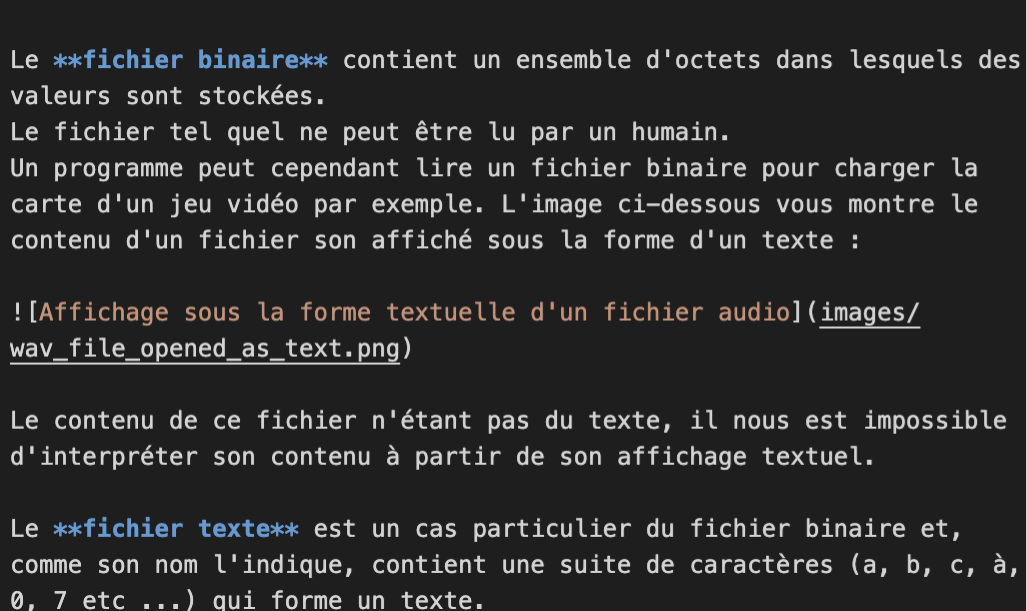 Le **fichier binaire** contient un ensemble d'octets dans lesquels des
valeurs sont stockées.
Le fichier tel quel ne peut être lu par un humain.
Un programme peut cependant lire un fichier binaire pour charger la
carte d'un jeu vidéo par exemple. L'image ci-dessous vous montre le
contenu d'un fichier son affiché sous la forme d'un texte :
![Affichage sous la forme textuelle d'un fichier audio](images/
wav_file_opened_as_text.png)
Le contenu de ce fichier n'étant pas du texte, il nous est impossible
d'interpréter son contenu à partir de son affichage textuel.
Le **fichier texte** est un cas particulier du fichier binaire et,
comme son nom l'indique, contient une suite de caractères (a, b, c, à,
0, 7 etc ...) qui forme un texte.